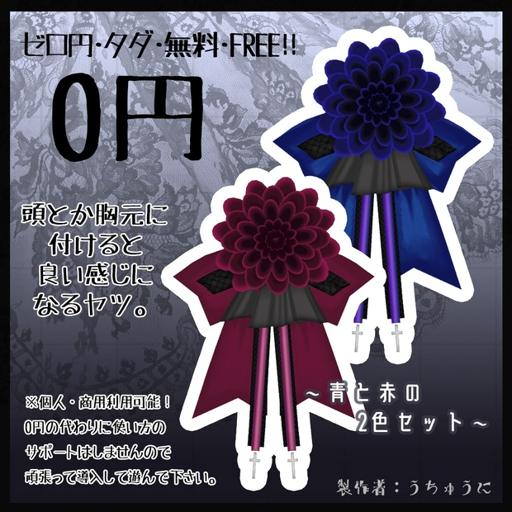 ゼロ円・タダ・無料・FREE!!
0円
頭とか胸元に
付けると
良い感じに
なるヤツ。
～青と赤の
2色セット～
※個人・商用利用可能！
0円の代わりに使い方の
サポートはしませんので
頑張って導入して遊んで下さい。
製作者：うちゅうに